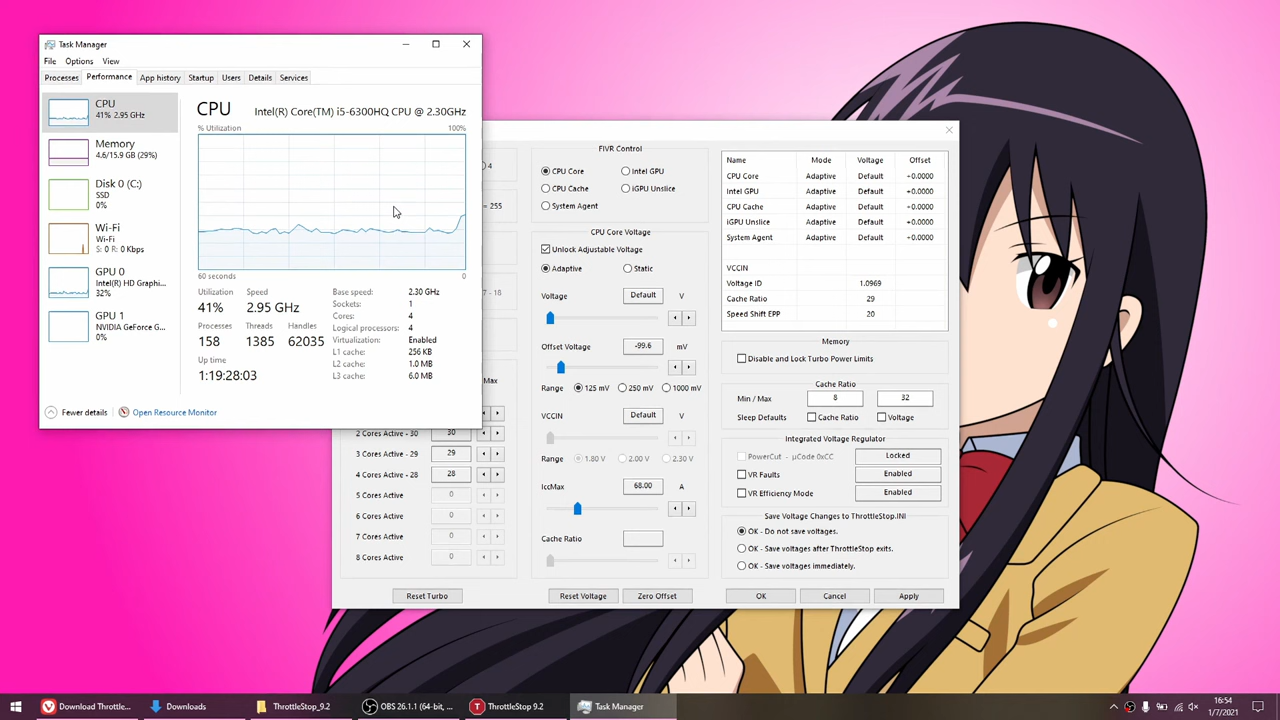 Task Manager
File Options View
Processes Performance App history Startup Users Details Services
CPU
41% 2.95 GHz
Memory
4.6/15.9 GB (29%)
Disk 0 (C:)
SSD
0%
Wi-Fi
Wi-Fi
S: 0 R: 0 Kbps
GPU 0
Intel(R) HD Graphi...
32%
GPU 1
NVIDIA GeForce G...
0%
CPU Intel(R) Core(TM) i5-6300HQ CPU @ 2.30GHz
% Utilization 100%
60 seconds 0
Utilization Speed
41% 2.95 GHz
Processes Threads Handles
158 1385 62035
Up time
1:19:28:03
Base speed: 2.30 GHz
Sockets: 1
Cores: 4
Logical processors: 4
Virtualization: Enabled
L1 cache: 256 KB
L2 cache: 1.0 MB
L3 cache: 6.0 MB
Fewer details Open Resource Monitor
4
= 255
7 - 18
Max
2 Cores Active - 30 30
3 Cores Active - 29 29
4 Cores Active - 28 28
5 Cores Active 0
6 Cores Active 0
7 Cores Active 0
8 Cores Active 0
Reset Turbo
FIVR Control
CPU Core Intel GPU
CPU Cache iGPU Unslice
System Agent
CPU Core Voltage
Unlock Adjustable Voltage
Adaptive Static
Voltage Default V
Offset Voltage -99.6 mV
Range 125 mV 250 mV 1000 mV
VCCIN Default V
Range 1.80 V 2.00 V 2.30 V
IccMax 68.00 A
Cache Ratio
Reset Voltage Zero Offset
Name Mode Voltage Offset
CPU Core Adaptive Default +0.0000
Intel GPU Adaptive Default +0.0000
CPU Cache Adaptive Default +0.0000
iGPU Unslice Adaptive Default +0.0000
System Agent Adaptive Default +0.0000
VCCIN
Voltage ID 1.0969
Cache Ratio 29
Speed Shift EPP 20
Memory
Disable and Lock Turbo Power Limits
Cache Ratio
Min / Max 8 32
Sleep Defaults Cache Ratio Voltage
Integrated Voltage Regulator
PowerCut - µCode 0xCC Locked
VR Faults Enabled
VR Efficiency Mode Enabled
Save Voltage Changes to ThrottleStop.INI
OK - Do not save voltages.
OK - Save voltages after ThrottleStop exits.
OK - Save voltages immediately.
OK Cancel Apply
Download Throttle... Downloads ThrottleStop_9.2 OBS 26.1.1 (64-bit, ... ThrottleStop 9.2 Task Manager
16:54
1/7/2021